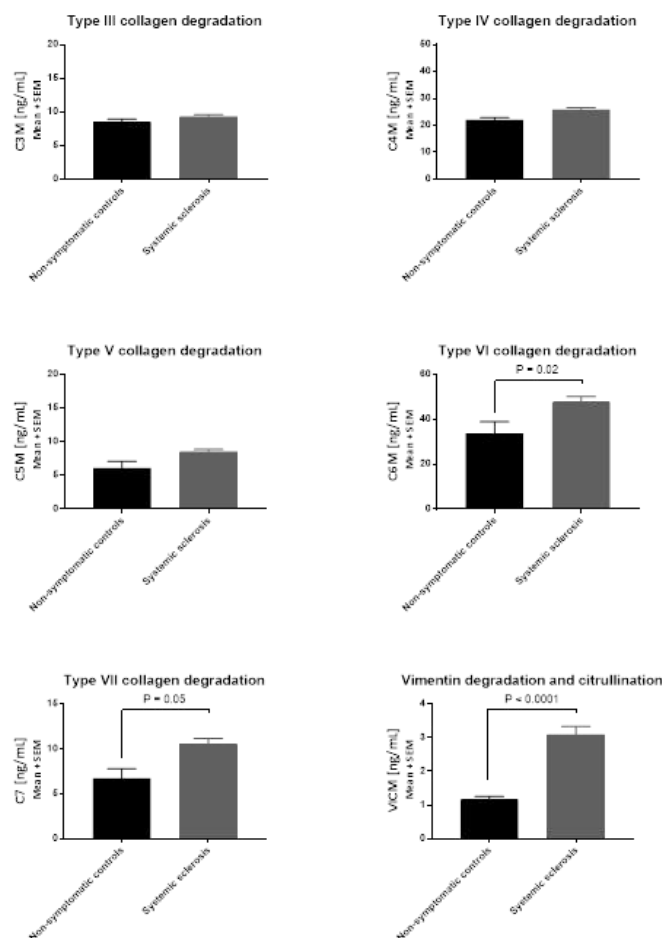 Type III collagen degradation
20
15
10
5
0
C3M [ng/mL]
Mean + SEM
Non-symptomatic controls
Systemic sclerosis
Type IV collagen degradation
60
40
20
0
C4M [ng/mL]
Mean + SEM
Non-symptomatic controls
Systemic sclerosis
Type V collagen degradation
20
15
10
5
0
C5M [ng/mL]
Mean + SEM
Non-symptomatic controls
Systemic sclerosis
Type VI collagen degradation
P = 0.02
60
40
20
0
C6M [ng/mL]
Mean + SEM
Non-symptomatic controls
Systemic sclerosis
Type VII collagen degradation
P = 0.05
15
10
5
0
C7 [ng/mL]
Mean + SEM
Non-symptomatic controls
Systemic sclerosis
Vimentin degradation and citrullination
P < 0.0001
4
3
2
1
0
VICM [ng/mL]
Mean + SEM
Non-symptomatic controls
Systemic sclerosis